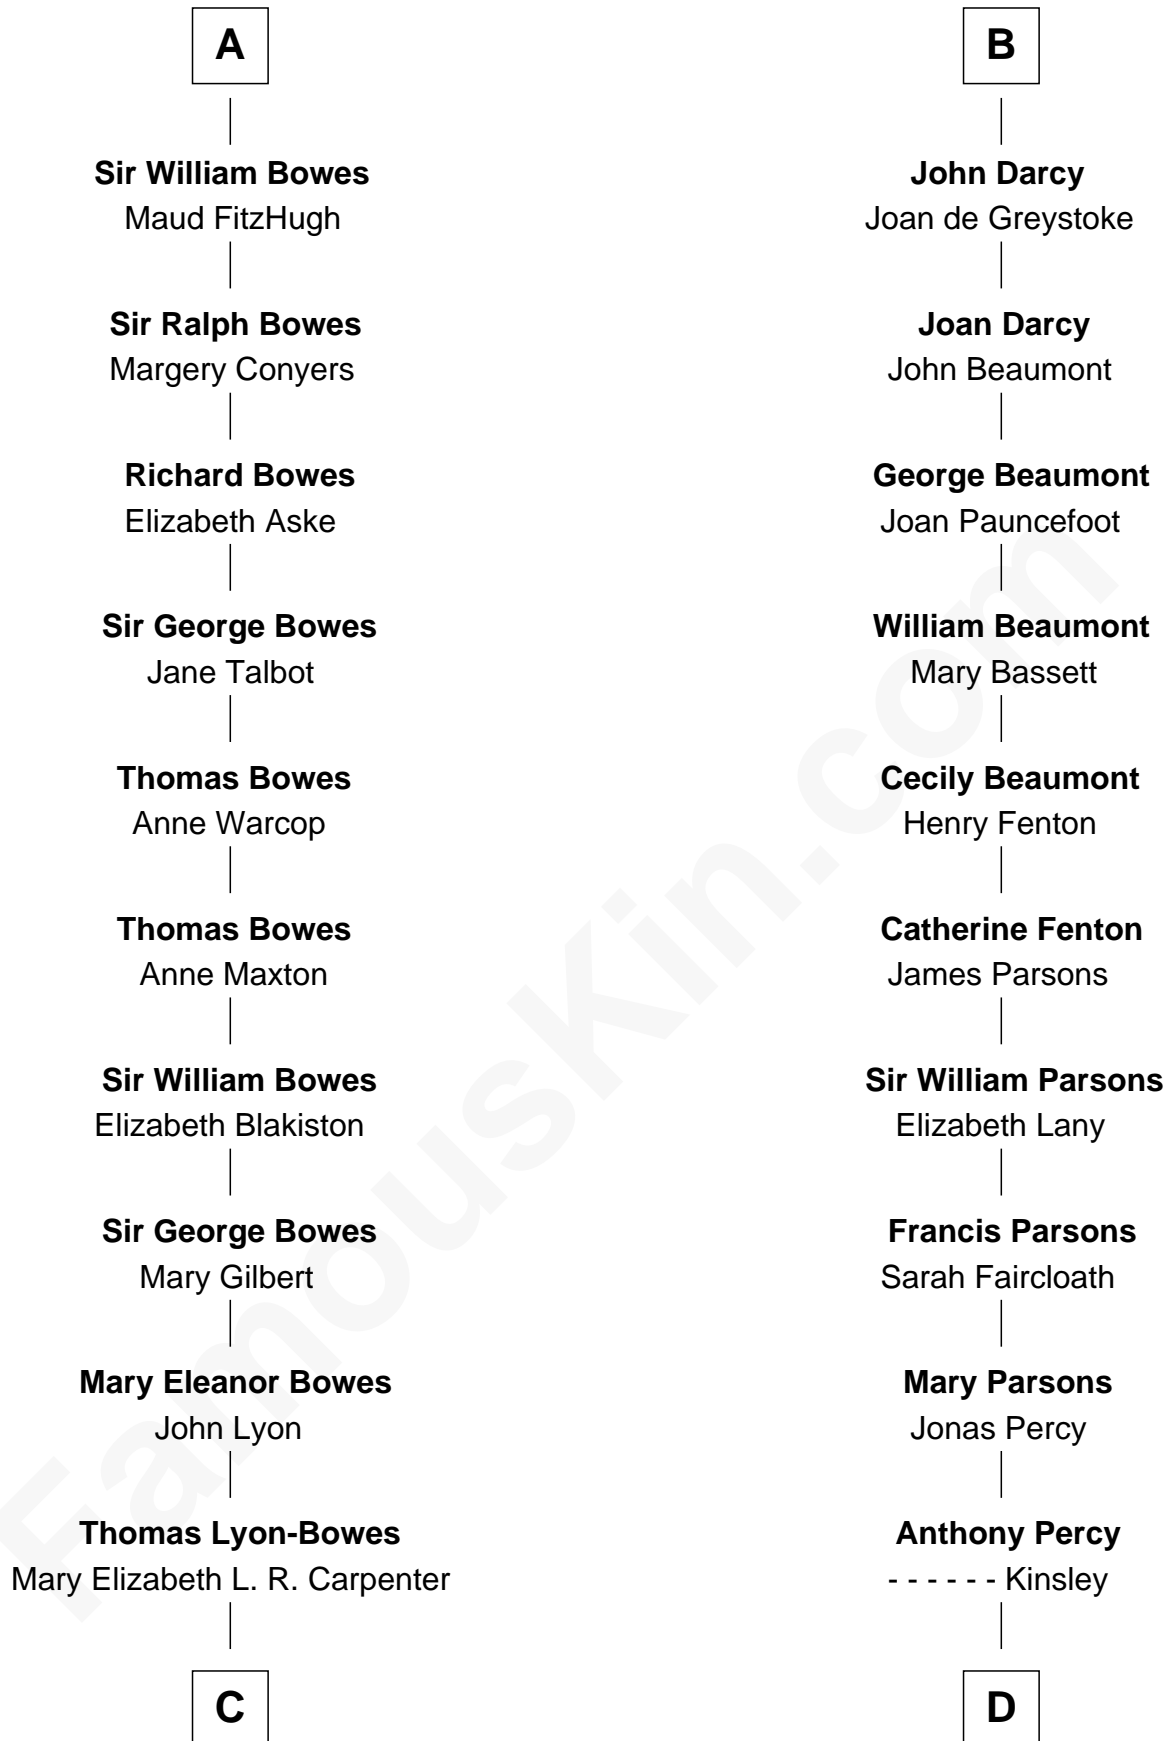 A
Sir William Bowes
Maud FitzHugh
Sir Ralph Bowes
Margery Conyers
Richard Bowes
Elizabeth Aske
Sir George Bowes
Jane Talbot
Thomas Bowes
Anne Warcop
Thomas Bowes
Anne Maxton
Sir William Bowes
Elizabeth Blakiston
Sir George Bowes
Mary Gilbert
Mary Eleanor Bowes
John Lyon
Thomas Lyon-Bowes
Mary Elizabeth L. R. Carpenter
C
B
John Darcy
Joan de Greystoke
Joan Darcy
John Beaumont
George Beaumont
Joan Pauncefoot
William Beaumont
Mary Bassett
Cecily Beaumont
Henry Fenton
Catherine Fenton
James Parsons
Sir William Parsons
Elizabeth Lany
Francis Parsons
Sarah Faircloath
Mary Parsons
Jonas Percy
Anthony Percy
- - - - - - Kinsley
D
FamousKin.com